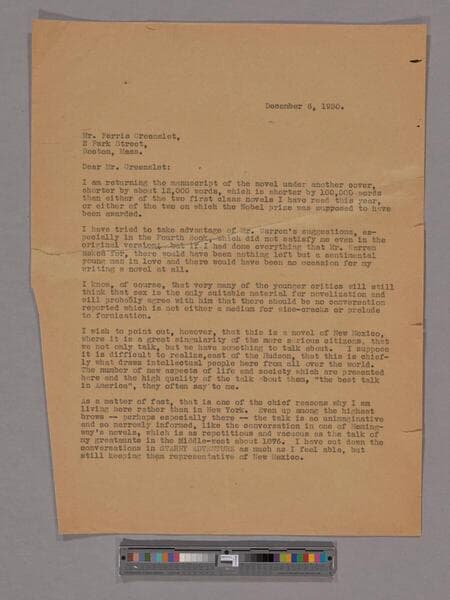 December 6, 1930.
Mr. Ferris Greenslet,
2 Park Street,
Boston, Mass.
Dear Mr. Greenslet:
I am returning the manuscript of the novel under another cover,
shorter by about 12,000 words, which is shorter by 100,000 words
than either of the two first class novels I have read this year,
or either of the two on which the Nobel prize was supposed to have
been awarded.
I have tried to take advantage of Mr. Warren's suggestions, es-
pecially in the Fourth Book, which did not satisfy me even in the
original version, but if I had done everything that Mr. Warren
asked for, there would have been nothing left but a sentimental
young man in love and there would have been no occasion for my
writing a novel at all.
I know, of course, that very many of the younger critics will still
think that sex is the only suitable material for novelization and
will probably agree with him that there should be no conversation
reported which is not either a medium for wise-cracks or prelude
to fornication.
I wish to point out, however, that this is a novel of New Mexico,
where it is a great singularity of the more serious citizens, that
we not only talk, but we have something to talk about. I suppose
it is difficult to realize, east of the Hudson, that this is chief-
ly what draws intellectual people here from all over the world.
The number of new aspects of life and society which are presented
here and the high quality of the talk about them, "the best talk
in America", they often say to me.
As a matter of fact, that is one of the chief reasons why I am
living here rather than in New York. Even up among the highest
brows -- perhaps especially there -- the talk is so unimaginative
and so narrowly informed, like the conversation in one of Heming-
way's novels, which is as repetitious and vacuous as the talk of
my greataunts in the Middle-west about 1876. I have cut down the
conversations in STARRY ADVENTURE as much as I feel able, but
still keeping them representative of New Mexico.